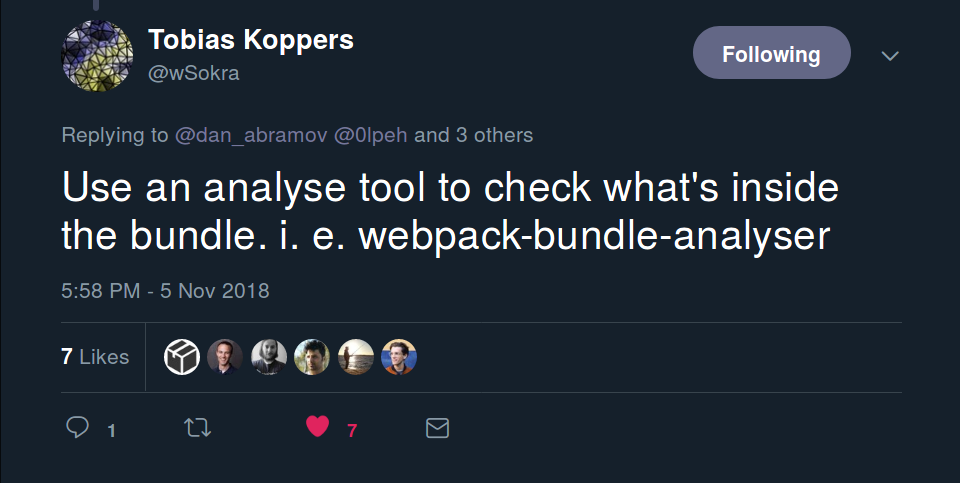 Tobias Koppers
@wSokra
Following
Replying to @dan_abramov @0lpeh and 3 others
Use an analyse tool to check what's inside
the bundle. i. e. webpack-bundle-analyser
5:58 PM - 5 Nov 2018
7 Likes
1
7